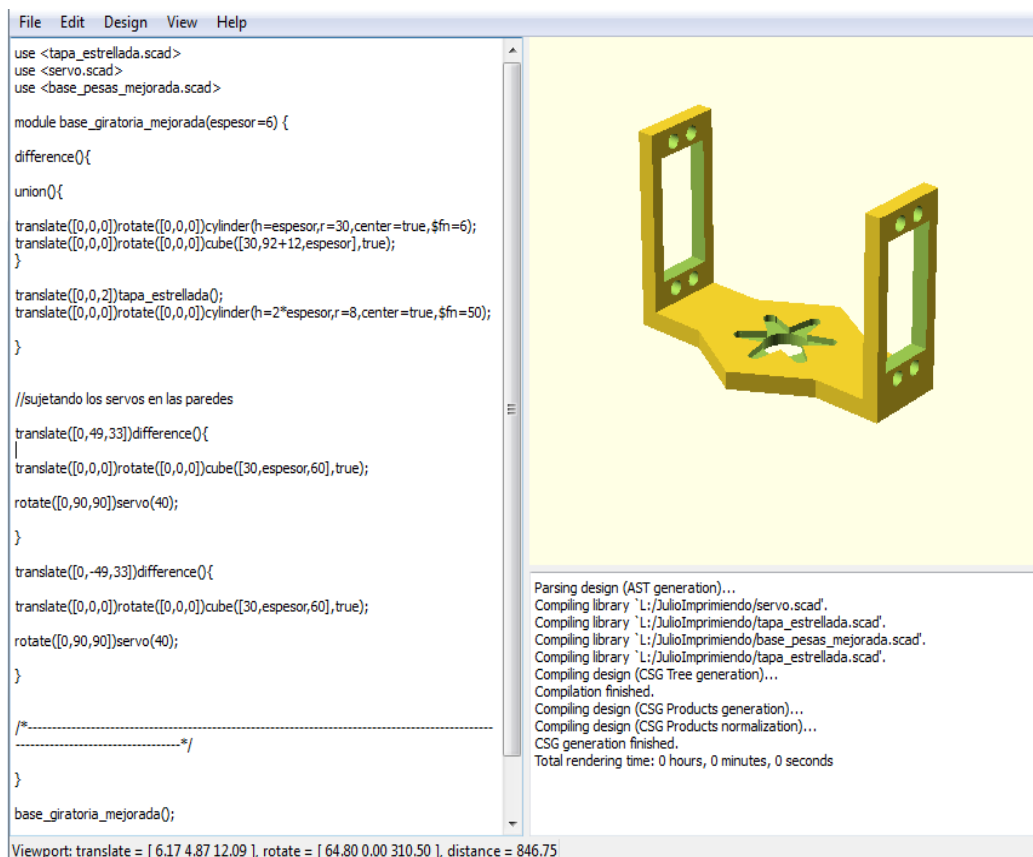 File Edit Design View Help
use <tapa_estrellada.scad>
use <servo.scad>
use <base_pesas_mejorada.scad>
module base_giratoria_mejorada(espesor=6) {
difference(){
union(){
translate([0,0,0])rotate([0,0,0])cylinder(h=espesor,r=30,center=true,$fn=6);
translate([0,0,0])rotate([0,0,0])cube([30,92+12,espesor],true);
}
translate([0,0,2])tapa_estrellada();
translate([0,0,0])rotate([0,0,0])cylinder(h=2*espesor,r=8,center=true,$fn=50);
}
//sujetando los servos en las paredes
translate([0,49,33])difference(){
translate([0,0,0])rotate([0,0,0])cube([30,espesor,60],true);
rotate([0,90,90])servo(40);
}
translate([0,-49,33])difference(){
translate([0,0,0])rotate([0,0,0])cube([30,espesor,60],true);
rotate([0,90,90])servo(40);
}
/*--------------------------------------------------------------------------------------------------
-----------------------------------*/
}
base_giratoria_mejorada();
Parsing design (AST generation)...
Compiling library `L:/JulioImprimiendo/servo.scad'.
Compiling library `L:/JulioImprimiendo/tapa_estrellada.scad'.
Compiling library `L:/JulioImprimiendo/base_pesas_mejorada.scad'.
Compiling library `L:/JulioImprimiendo/tapa_estrellada.scad'.
Compiling design (CSG Tree generation)...
Compilation finished.
Compiling design (CSG Products generation)...
Compiling design (CSG Products normalization)...
CSG generation finished.
Total rendering time: 0 hours, 0 minutes, 0 seconds
Viewport: translate = [ 6.17 4.87 12.09 ], rotate = [ 64.80 0.00 310.50 ], distance = 846.75